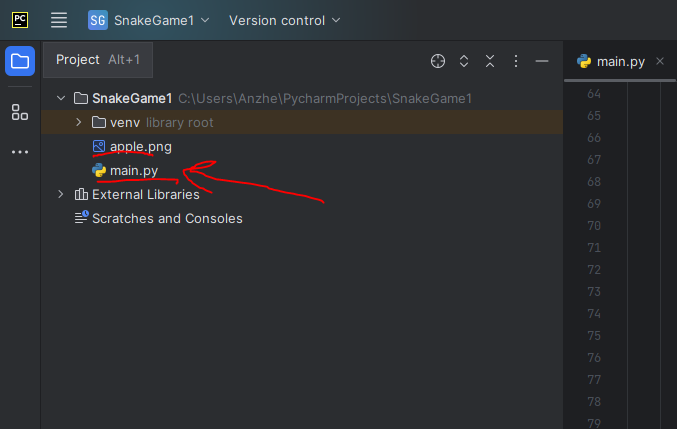 PC SG SnakeGame1 Version control
Project Alt+1
main.py
SnakeGame1 C:\Users\Anzhe\PycharmProjects\SnakeGame1
venv library root
apple.png
main.py
External Libraries
Scratches and Consoles
64
65
66
67
68
69
70
71
72
73
74
75
76
77
78
79